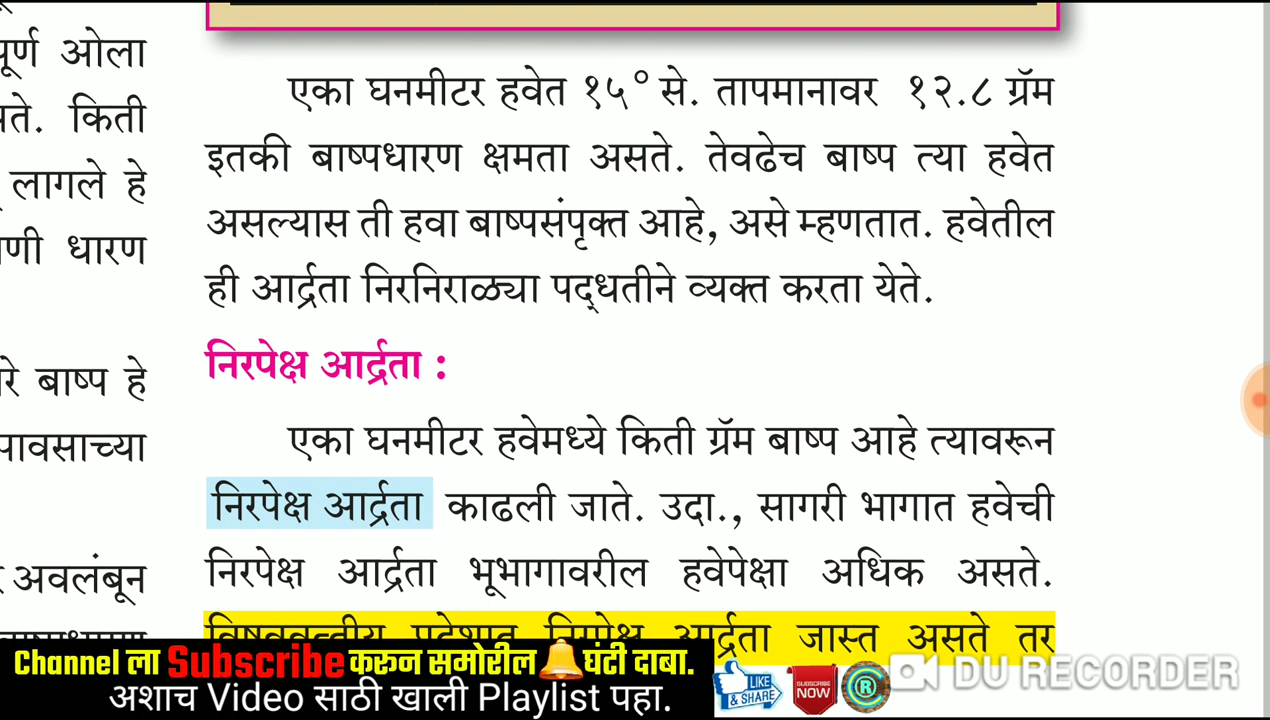 पूर्ण ओला
ते. किती
लागले हे
णी धारण
रे बाष्प हे
पावसाच्या
अवलंबून
एका घनमीटर हवेत १५° से. तापमानावर १२.८ ग्रॅम
इतकी बाष्पधारण क्षमता असते. तेवढेच बाष्प त्या हवेत
असल्यास ती हवा बाष्पसंपृक्त आहे, असे म्हणतात. हवेतील
ही आर्द्रता निरनिराळ्या पद्धतीने व्यक्त करता येते.
निरपेक्ष आर्द्रता :
एका घनमीटर हवेमध्ये किती ग्रॅम बाष्प आहे त्यावरून
निरपेक्ष आर्द्रता काढली जाते. उदा., सागरी भागात हवेची
निरपेक्ष आर्द्रता भूभागावरील हवेपेक्षा अधिक असते.
विषुववृत्तीय प्रदेशात निरपेक्ष आर्द्रता जास्त असते तर
Channel ला Subscribe करून समोरील घंटी दाबा.
अशाच Video साठी खाली Playlist पहा.
LIKE
& SHARE
SUBSCRIBE
NOW
®
DU RECORDER